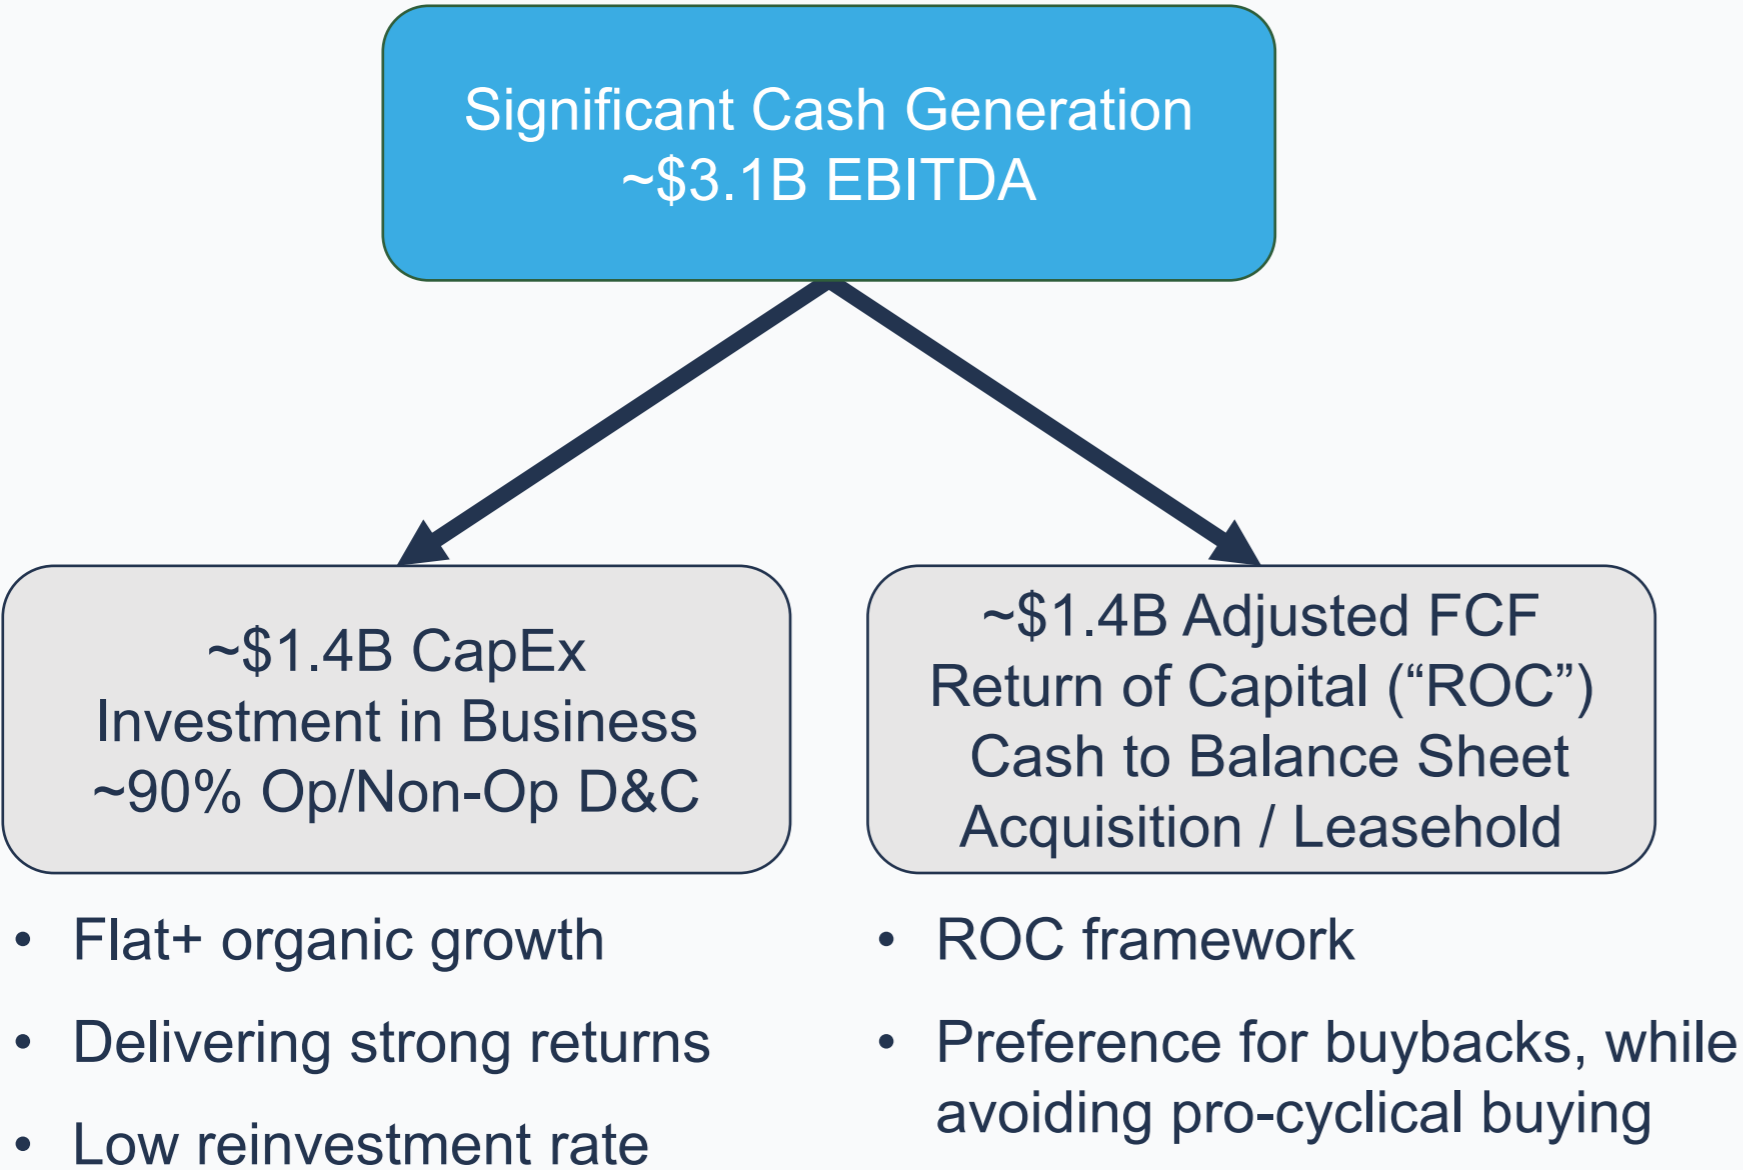 Significant Cash Generation
~$3.1B EBITDA
~$1.4B CapEx
Investment in Business
~90% Op/Non-Op D&C
~$1.4B Adjusted FCF
Return of Capital (“ROC”)
Cash to Balance Sheet
Acquisition / Leasehold
• Flat+ organic growth
• Delivering strong returns
• Low reinvestment rate
• ROC framework
• Preference for buybacks, while
avoiding pro-cyclical buying